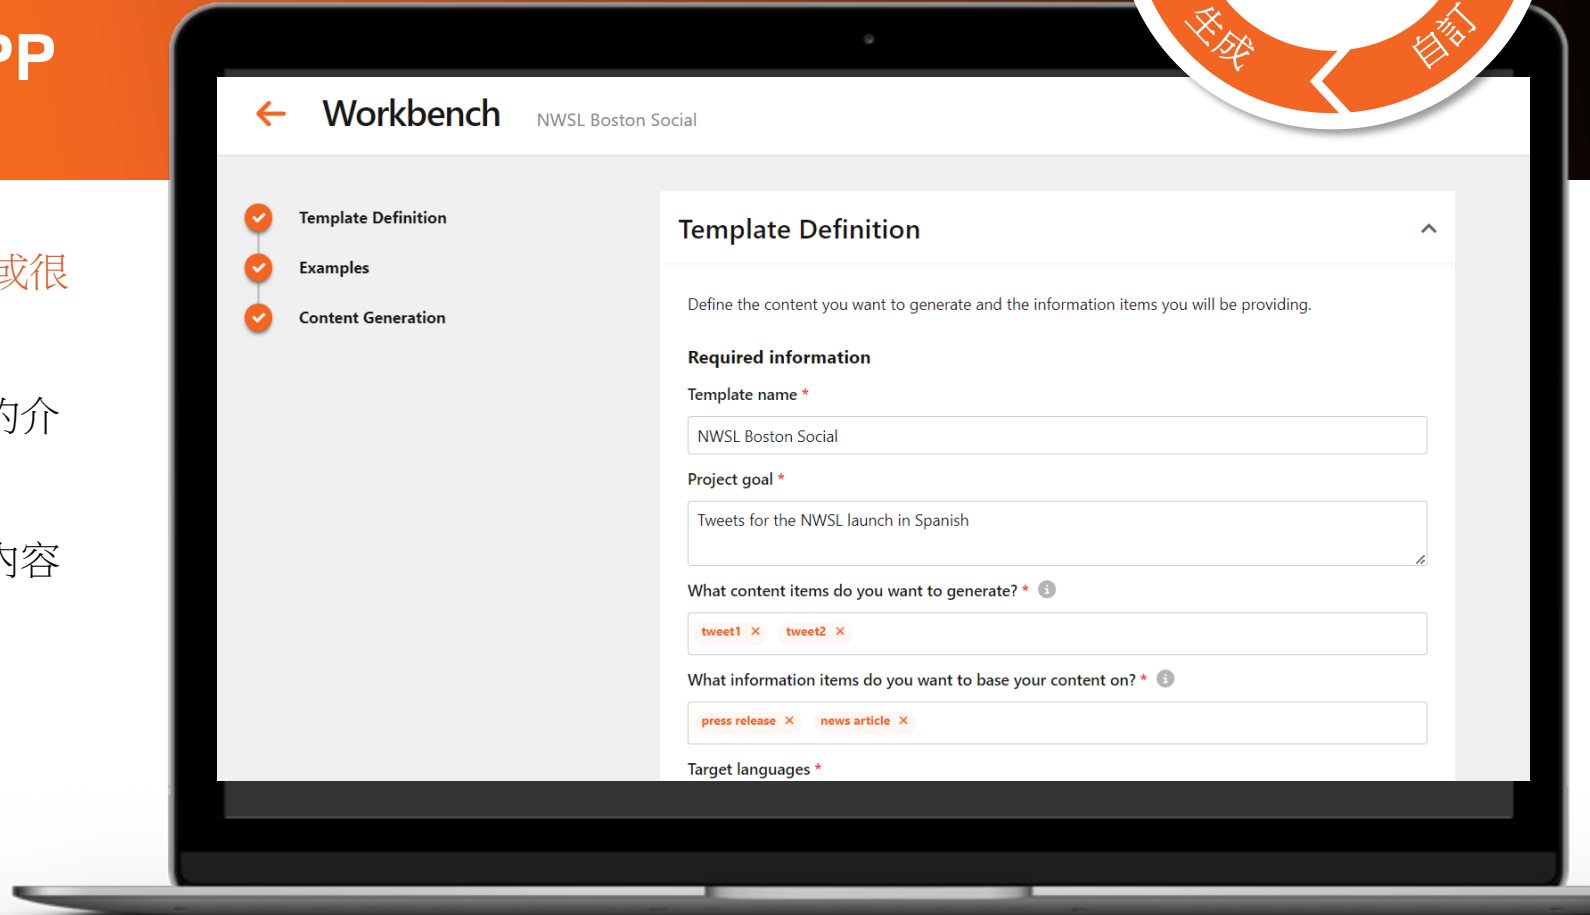 PP
生成
自訂
或很
的介
內容
Workbench
NWSL Boston Social
Template Definition
Examples
Content Generation
Template Definition
Define the content you want to generate and the information items you will be providing.
Required information
Template name *
NWSL Boston Social
Project goal *
Tweets for the NWSL launch in Spanish
What content items do you want to generate? *
tweet1 × tweet2 ×
What information items do you want to base your content on? *
press release × news article ×
Target languages *